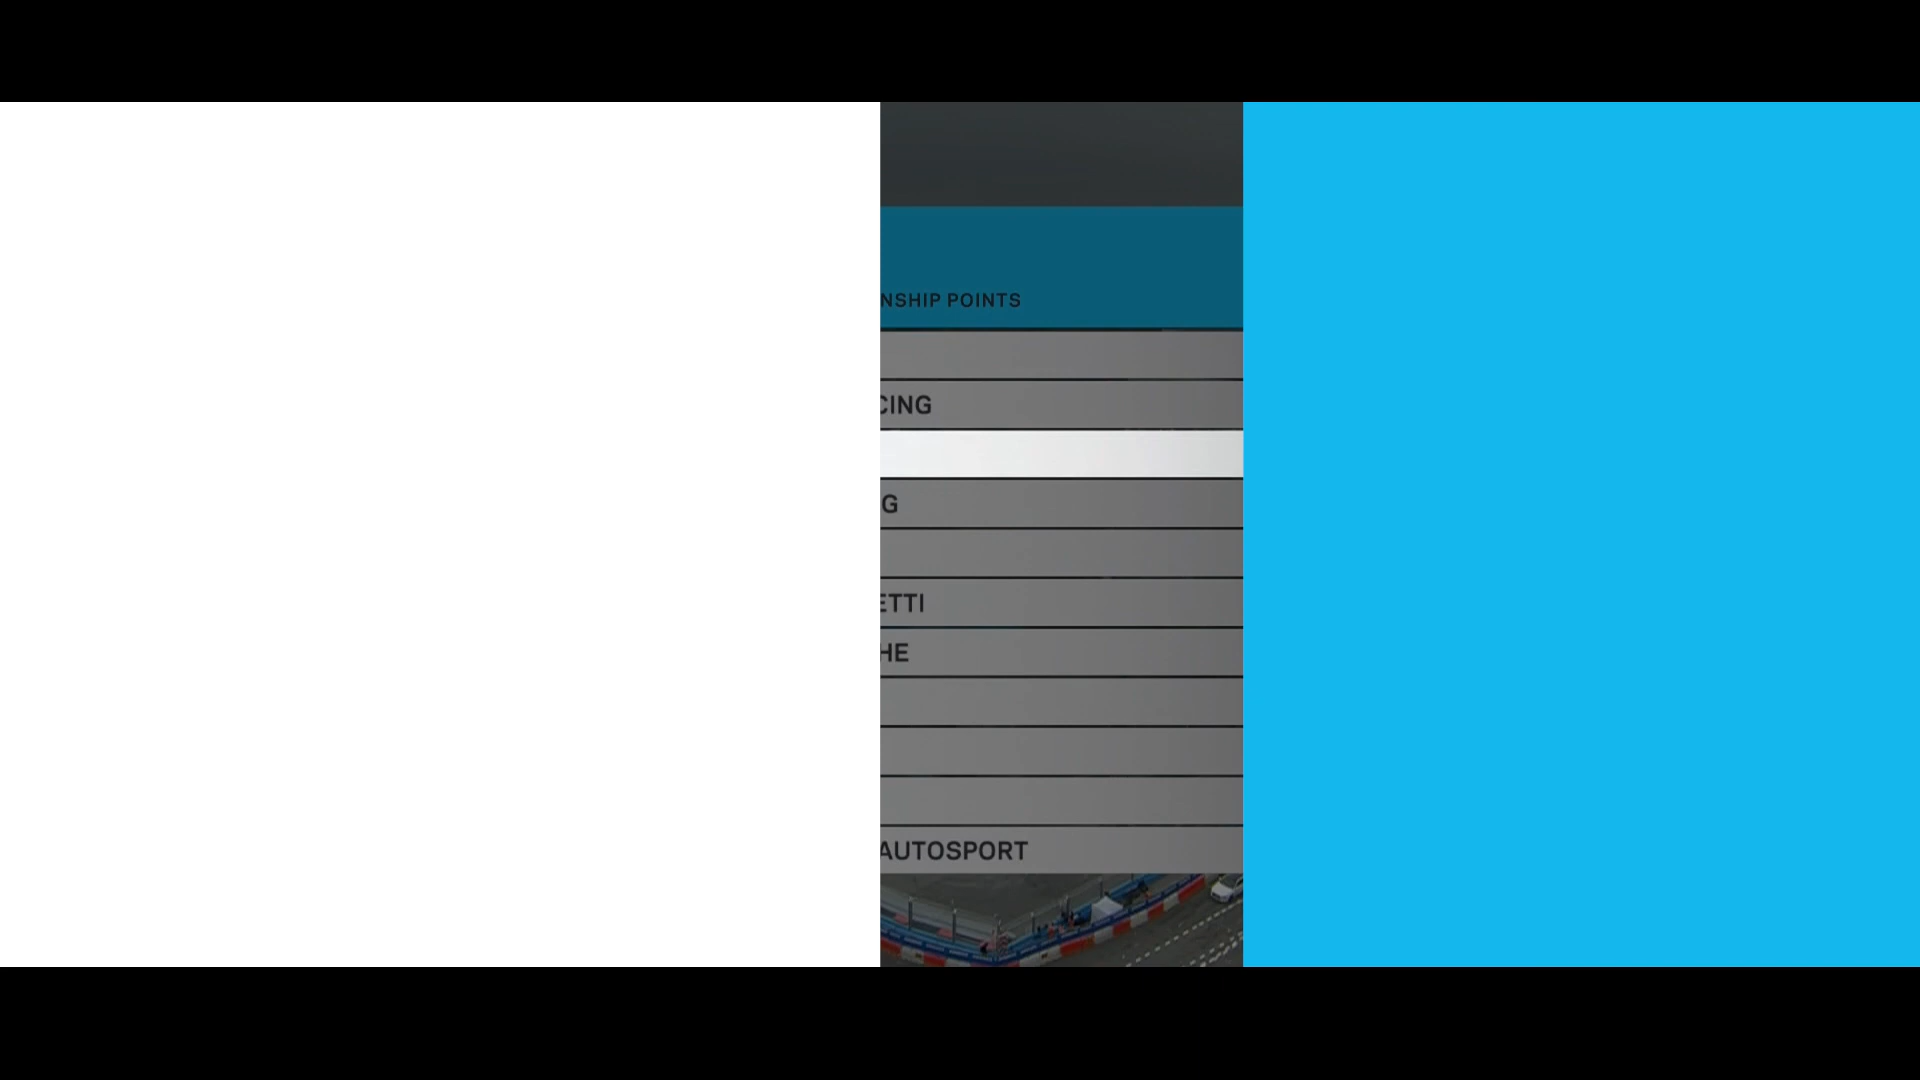 NSHIP POINTS
CING
G
ETTI
HE
AUTOSPORT